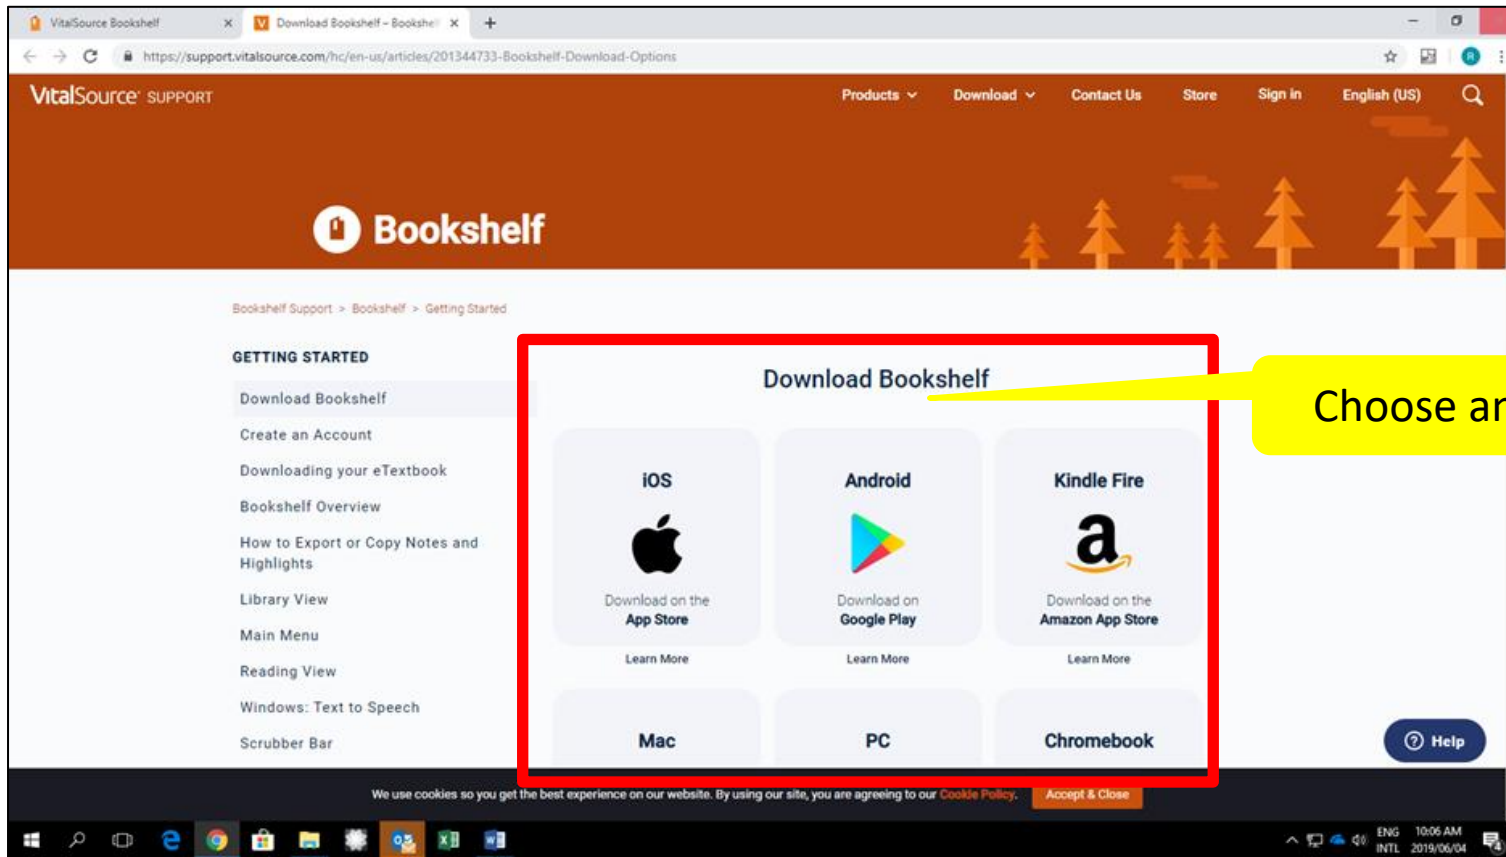 VitalSource Bookshelf
Download Bookshelf – Bookshel
https://support.vitalsource.com/hc/en-us/articles/201344733-Bookshelf-Download-Options
R
VitalSource SUPPORT
Products Download Contact Us Store Sign in English (US)
Bookshelf
Bookshelf Support > Bookshelf > Getting Started
GETTING STARTED
Download Bookshelf
Create an Account
Downloading your eTextbook
Bookshelf Overview
How to Export or Copy Notes and
Highlights
Library View
Main Menu
Reading View
Windows: Text to Speech
Scrubber Bar
Download Bookshelf
Choose an
iOS
Download on the
App Store
Learn More
Android
Download on
Google Play
Learn More
Kindle Fire
a
Download on the
Amazon App Store
Learn More
Mac
PC
Chromebook
? Help
We use cookies so you get the best experience on our website. By using our site, you are agreeing to our Cookie Policy. Accept & Close
ENG 10:06 AM
INTL 2019/06/04